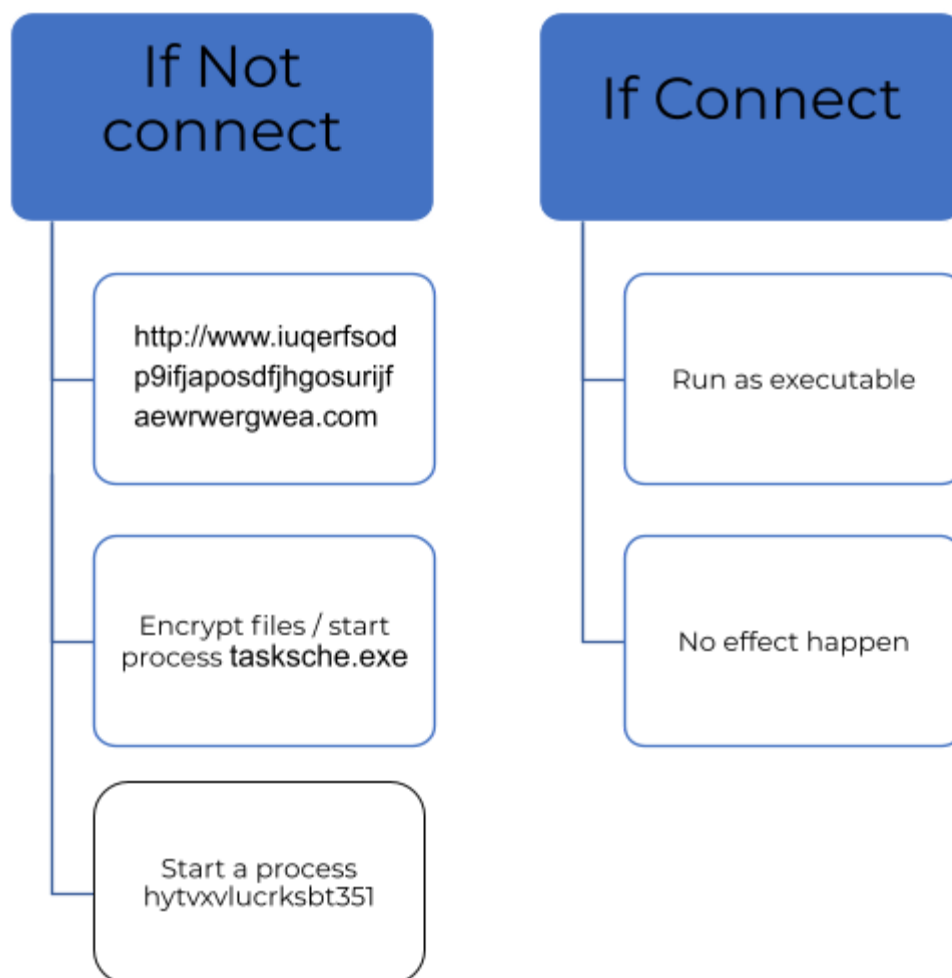 If Not
connect
http://www.iuqerfsod
p9ifjaposdfjhgosurijf
aewrwergwea.com
Encrypt files / start
process tasksche.exe
Start a process
hytvxvlucrksbt351
If Connect
Run as executable
No effect happen